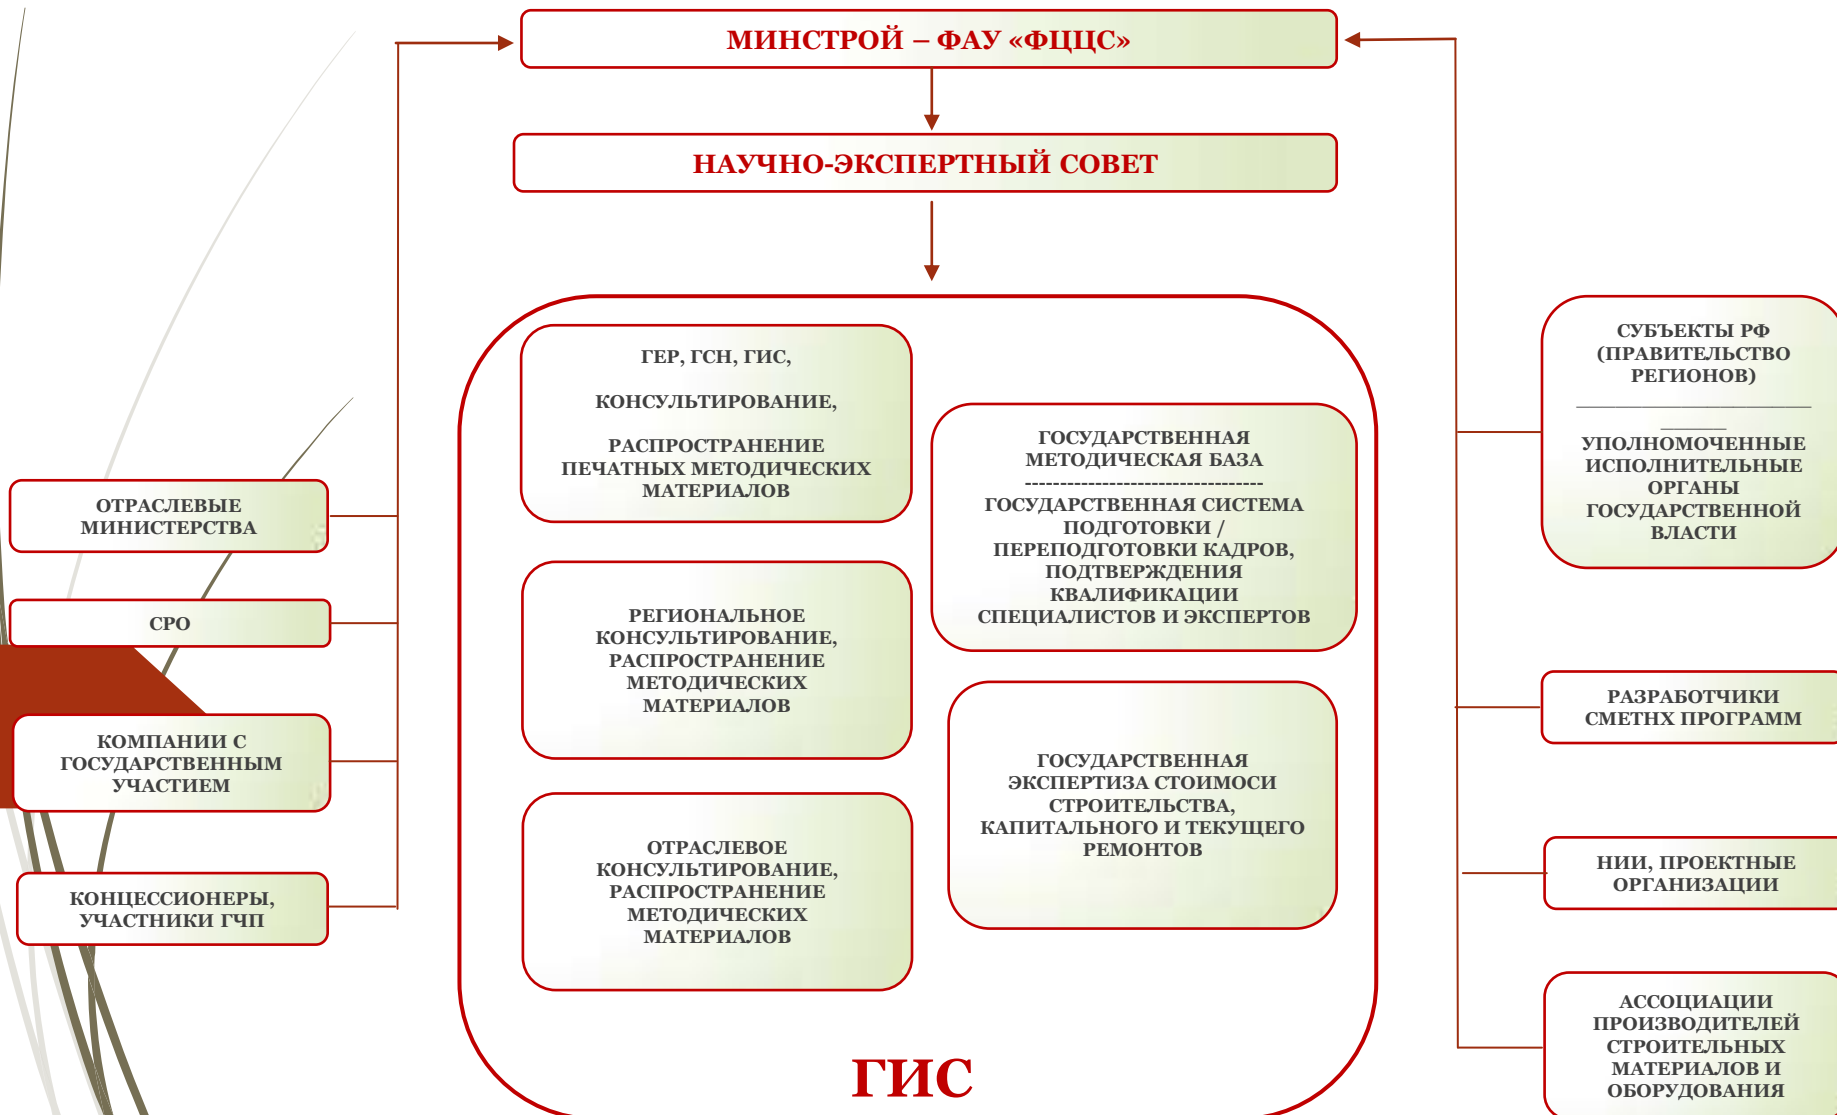 МИНСТРОЙ – ФАУ «ФЦЦС»
НАУЧНО-ЭКСПЕРТНЫЙ СОВЕТ
ОТРАСЛЕВЫЕ
МИНИСТЕРСТВА
СРО
КОМПАНИИ С
ГОСУДАРСТВЕННЫМ
УЧАСТИЕМ
КОНЦЕССИОНЕРЫ,
УЧАСТНИКИ ГЧП
ГЕР, ГСН, ГИС,
КОНСУЛЬТИРОВАНИЕ,
РАСПРОСТРАНЕНИЕ
ПЕЧАТНЫХ МЕТОДИЧЕСКИХ
МАТЕРИАЛОВ
РЕГИОНАЛЬНОЕ
КОНСУЛЬТИРОВАНИЕ,
РАСПРОСТРАНЕНИЕ
МЕТОДИЧЕСКИХ
МАТЕРИАЛОВ
ОТРАСЛЕВОЕ
КОНСУЛЬТИРОВАНИЕ,
РАСПРОСТРАНЕНИЕ
МЕТОДИЧЕСКИХ
МАТЕРИАЛОВ
ГОСУДАРСТВЕННАЯ
МЕТОДИЧЕСКАЯ БАЗА
----------------------------------
ГОСУДАРСТВЕННАЯ СИСТЕМА
ПОДГОТОВКИ /
ПЕРЕПОДГОТОВКИ КАДРОВ,
ПОДТВЕРЖДЕНИЯ
КВАЛИФИКАЦИИ
СПЕЦИАЛИСТОВ И ЭКСПЕРТОВ
ГОСУДАРСТВЕННАЯ
ЭКСПЕРТИЗА СТОИМОСИ
СТРОИТЕЛЬСТВА,
КАПИТАЛЬНОГО И ТЕКУЩЕГО
РЕМОНТОВ
ГИС
СУБЪЕКТЫ РФ
(ПРАВИТЕЛЬСТВО
РЕГИОНОВ)
УПОЛНОМОЧЕННЫЕ
ИСПОЛНИТЕЛЬНЫЕ
ОРГАНЫ
ГОСУДАРСТВЕННОЙ
ВЛАСТИ
РАЗРАБОТЧИКИ
СМЕТНХ ПРОГРАММ
НИИ, ПРОЕКТНЫЕ
ОРГАНИЗАЦИИ
АССОЦИАЦИИ
ПРОИЗВОДИТЕЛЕЙ
СТРОИТЕЛЬНЫХ
МАТЕРИАЛОВ И
ОБОРУДОВАНИЯ